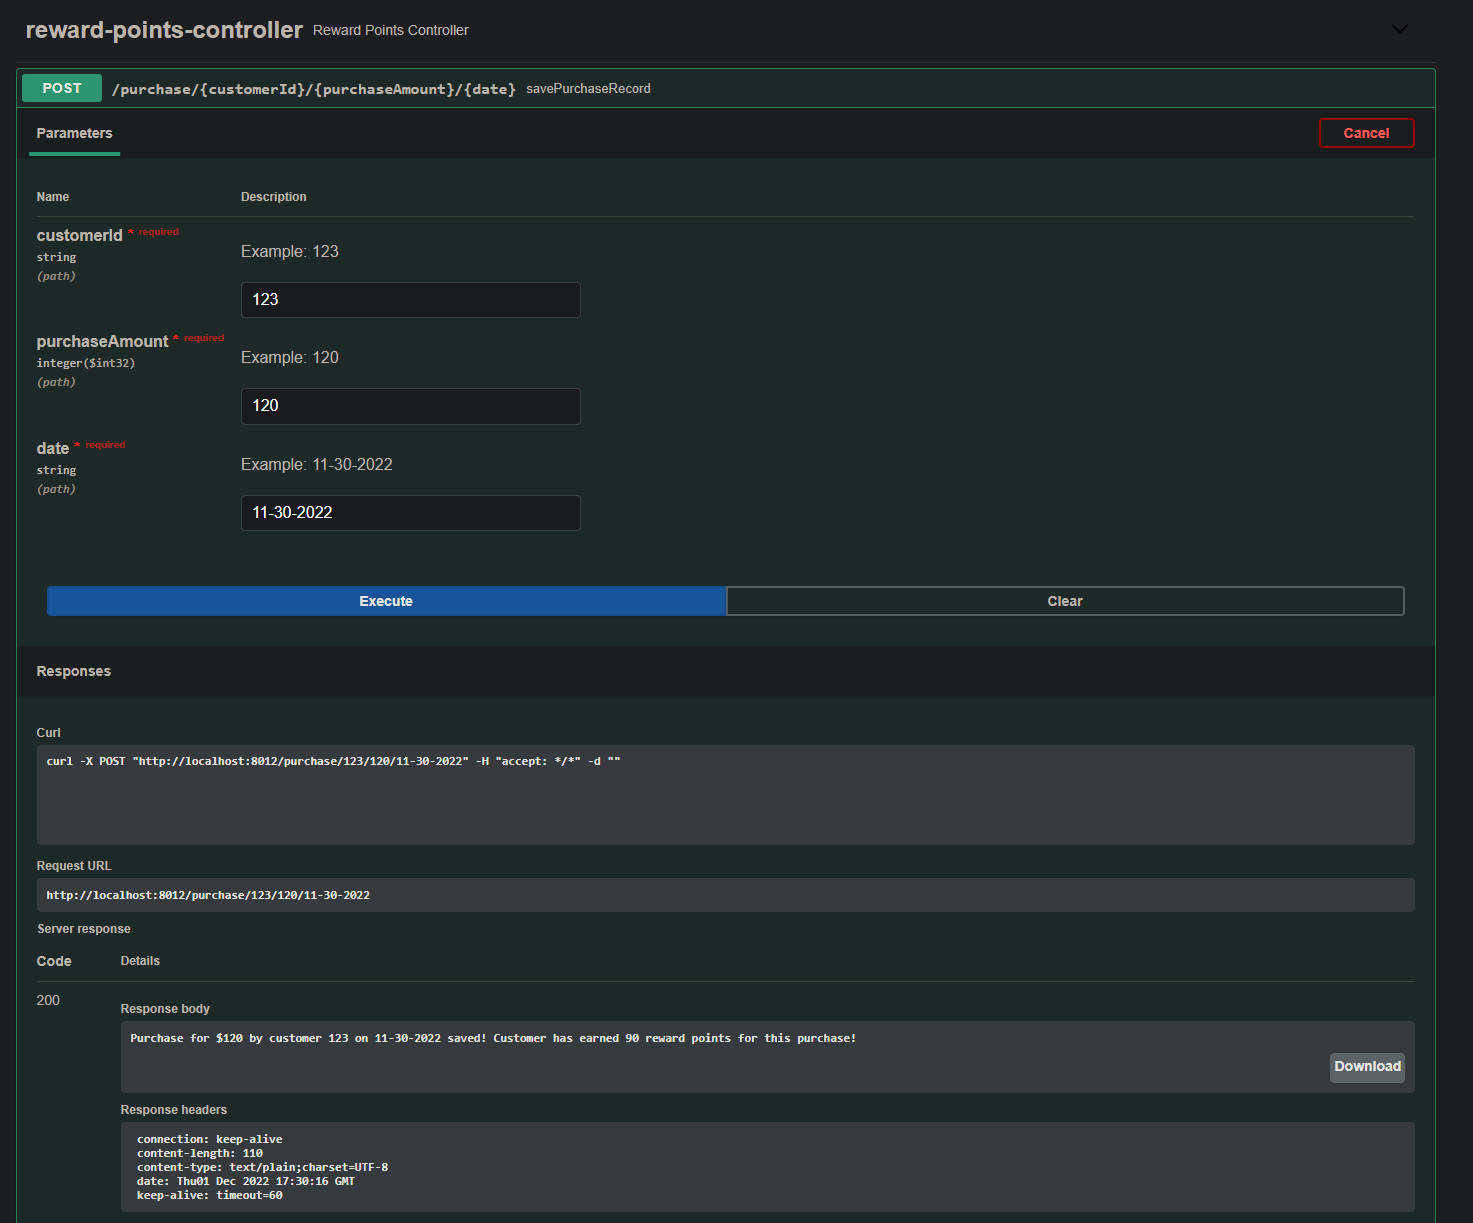 reward-points-controller Reward Points Controller
POST /purchase/{customerId}/{purchaseAmount}/{date} savePurchaseRecord
Parameters
Cancel
Name Description
customerId * required
string
(path)
Example: 123
123
purchaseAmount * required
integer($int32)
(path)
Example: 120
120
date * required
string
(path)
Example: 11-30-2022
11-30-2022
Execute Clear
Responses
Curl
curl -X POST "http://localhost:8012/purchase/123/120/11-30-2022" -H "accept: */*" -d ""
Request URL
http://localhost:8012/purchase/123/120/11-30-2022
Server response
Code Details
200
Response body
Purchase for $120 by customer 123 on 11-30-2022 saved! Customer has earned 90 reward points for this purchase!
Download
Response headers
connection: keep-alive
content-length: 110
content-type: text/plain;charset=UTF-8
date: Thu01 Dec 2022 17:30:16 GMT
keep-alive: timeout=60